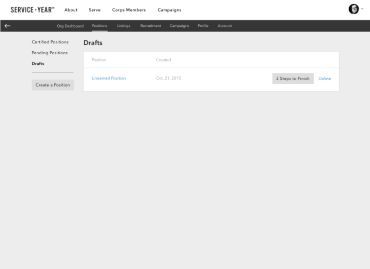 SERVICE • YEAR™ About Serve Corps Members Campaigns
Org Dashboard Positions Listings Recruitment Campaigns Profile Account
Certified Positions
Pending Positions
Drafts
Create a Position
Drafts
Position Created
Unnamed Position Oct. 21, 2015 4 Steps to Finish Delete